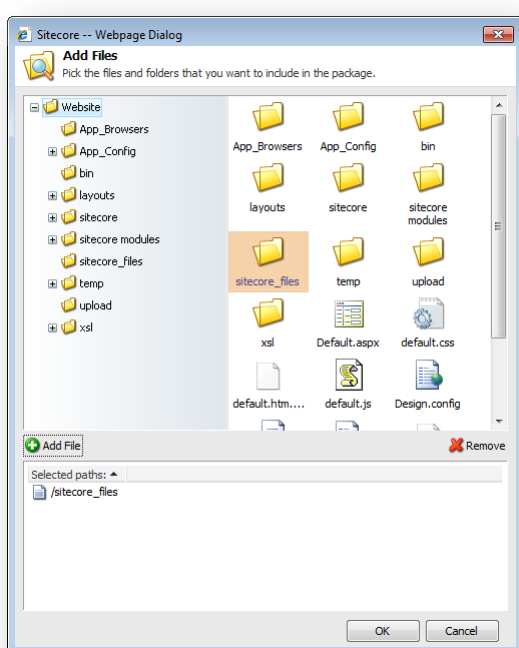 Sitecore -- Webpage Dialog
Add Files
Pick the files and folders that you want to include in the package.
Website
App_Browsers
App_Config
bin
layouts
sitecore
sitecore modules
sitecore_files
temp
upload
xsl
App_Browsers App_Config bin
layouts sitecore sitecore
modules
sitecore_files temp upload
xsl Default.aspx default.css
default.htm.... default.js Design.config
Add File Remove
Selected paths:
/sitecore_files
OK Cancel